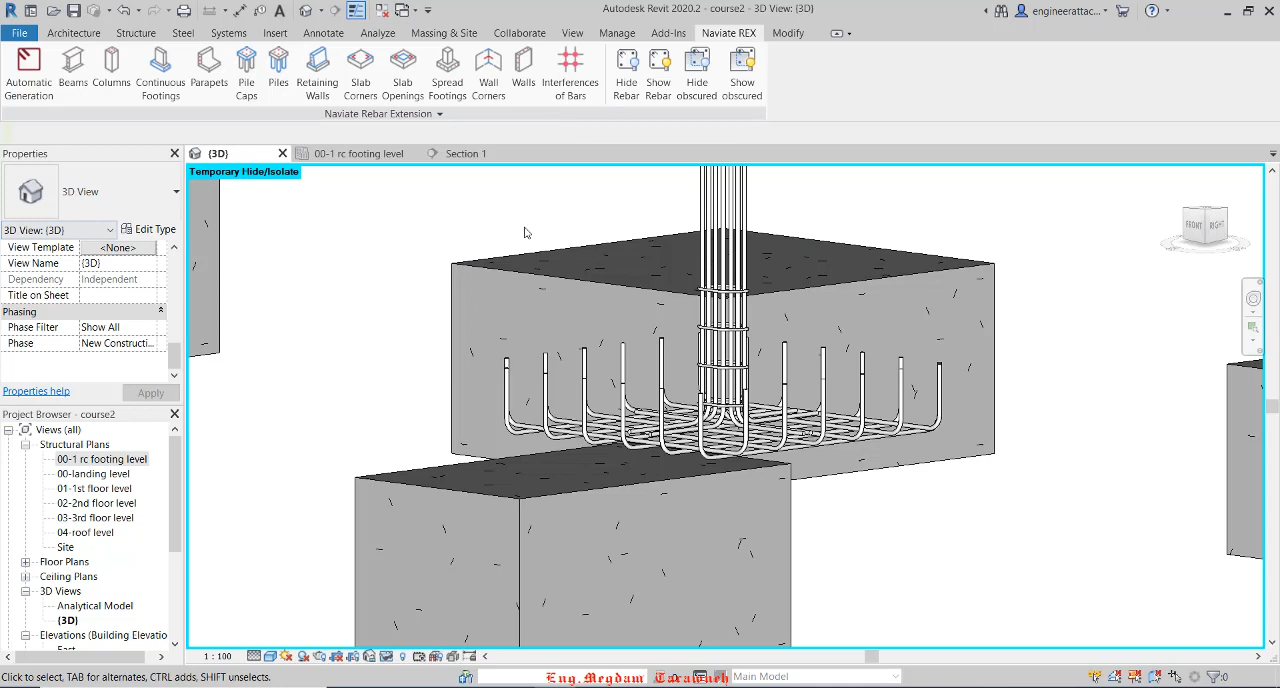 Autodesk Revit 2020.2 - course2 - 3D View: {3D}
engineerattac...
File Architecture Structure Steel Systems Insert Annotate Analyze Massing & Site Collaborate View Manage Add-Ins Naviate REX Modify
Automatic Generation
Beams
Columns
Continuous Footings
Parapets
Pile Caps
Piles
Retaining Walls
Slab Corners
Slab Openings
Spread Footings
Wall Corners
Walls
Interferences of Bars
Hide Rebar
Show Rebar
Hide obscured
Show obscured
Naviate Rebar Extension
Properties
{3D}
00-1 rc footing level
Section 1
Temporary Hide/Isolate
3D View
3D View: {3D}
Edit Type
View Template <None>
View Name {3D}
Dependency Independent
Title on Sheet
Phasing
Phase Filter Show All
Phase New Constructi...
Properties help
Apply
FRONT
RIGHT
Project Browser - course2
Views (all)
Structural Plans
00-1 rc footing level
00-landing level
01-1st floor level
02-2nd floor level
03-3rd floor level
04-roof level
Site
Floor Plans
Ceiling Plans
3D Views
Analytical Model
{3D}
Elevations (Building Elevatio
East
1 : 100
Click to select, TAB for alternates, CTRL adds, SHIFT unselects.
Eng.Meqdam Tarawneh
Main Model
:0